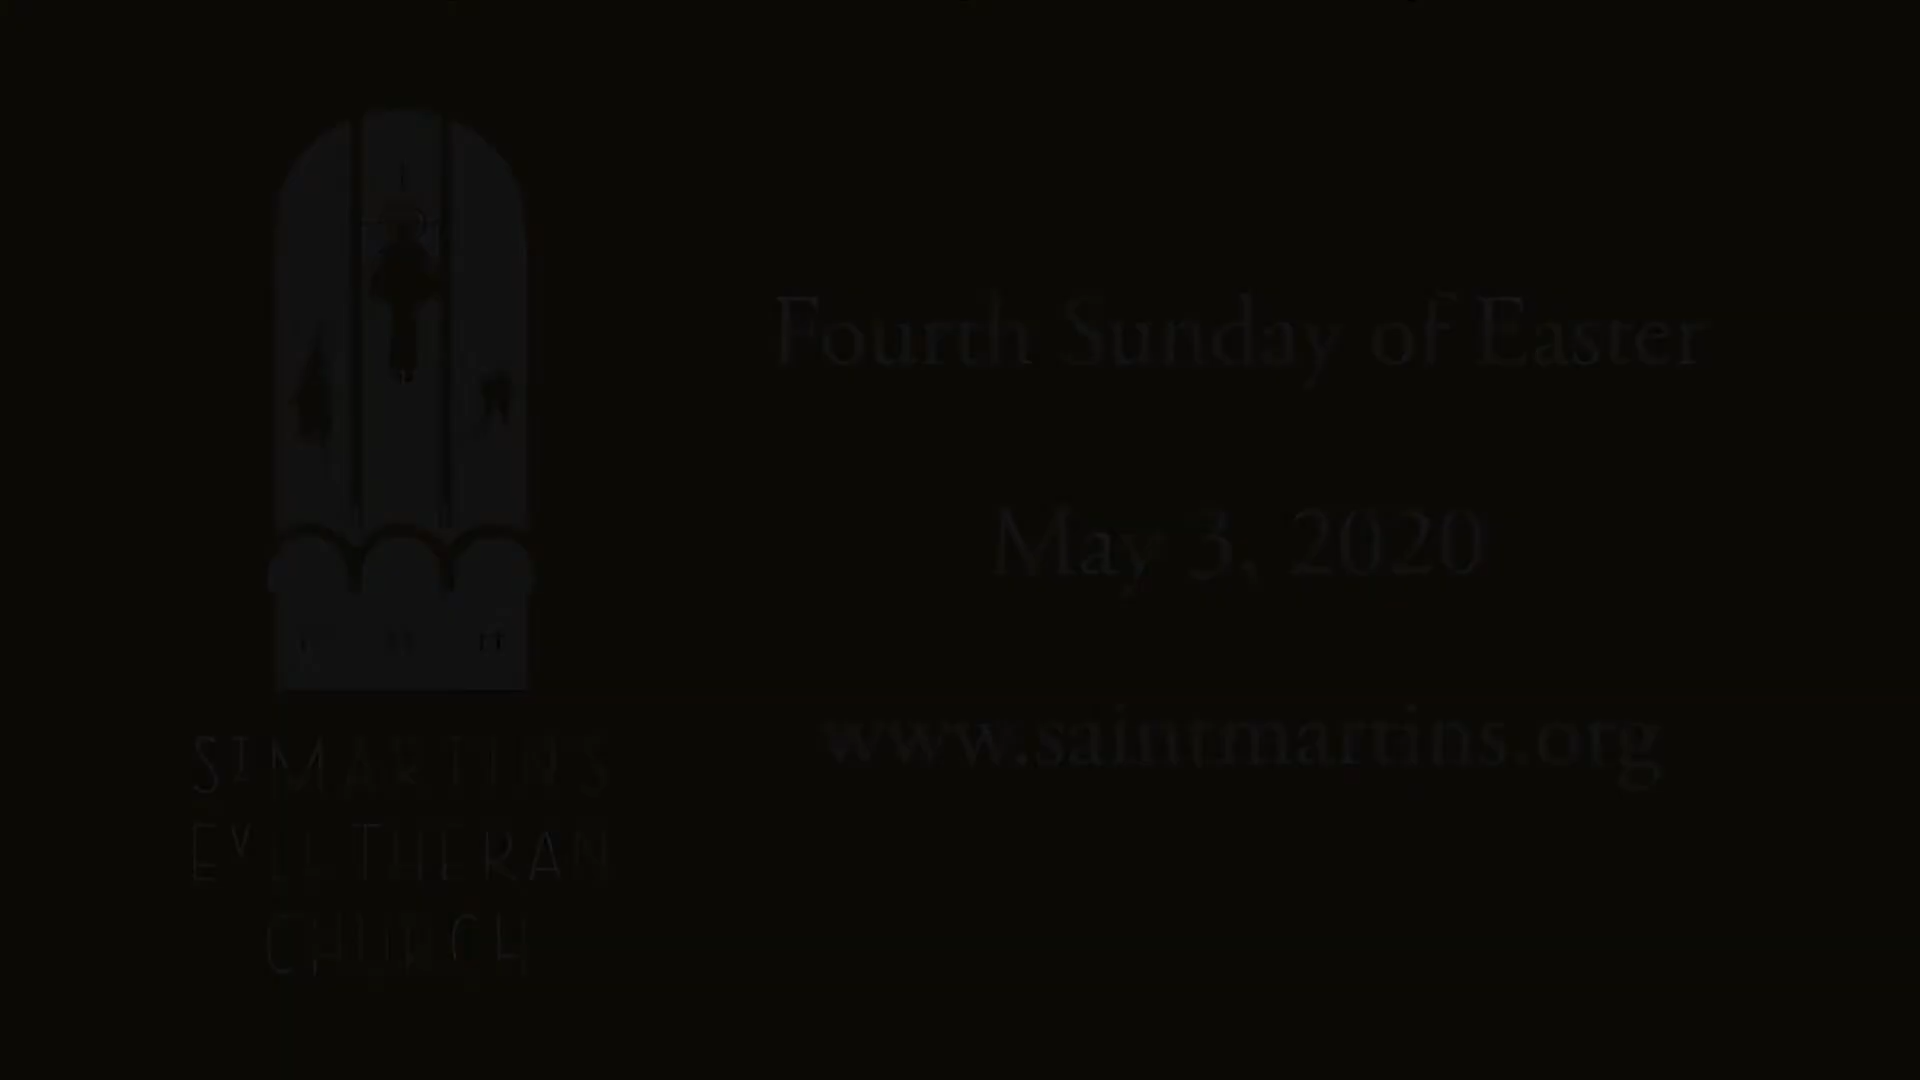 Fourth Sunday of Easter
May 3, 2020
www.saintmartins.org
ST MARTIN'S
EV LUTHERAN
CHURCH